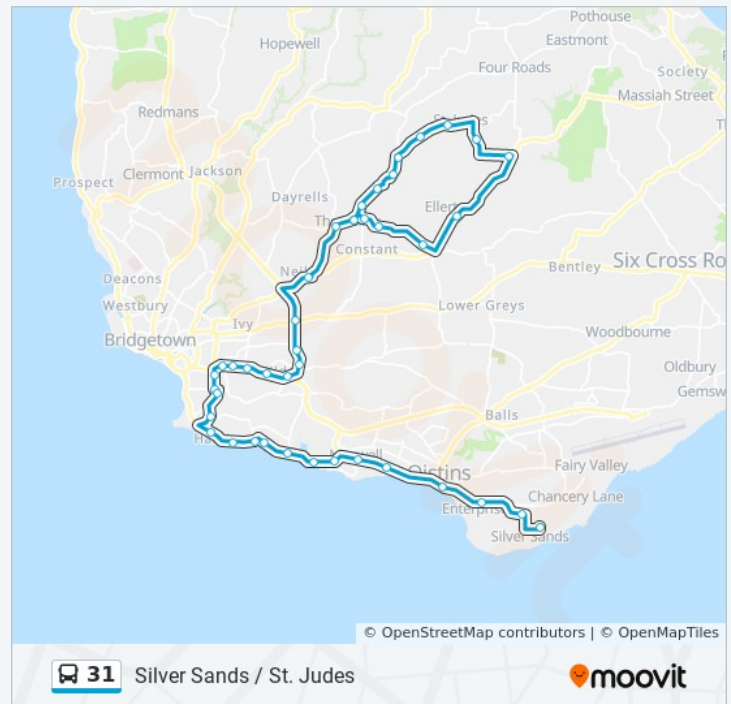 Pothouse
Hopewell
Eastmont
Four Roads
Society
Massiah Street
Redmans
Clermont
Jackson
Prospect
Dayrells
Constant
Bentley
Six Cross Ro
Deacons
Westbury
Lower Greys
Ivy
Woodbourne
Bridgetown
Oldbury
Gemsw
Balls
Oistins
Fairy Valley
Chancery Lane
Silver Sands
© OpenStreetMap contributors | © OpenMapTiles
31 Silver Sands / St. Judes
moovit